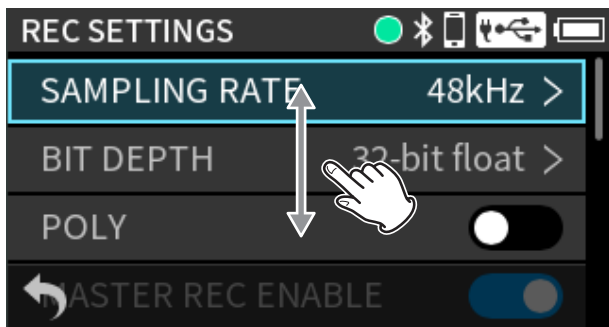 REC SETTINGS
SAMPLING RATE 48kHz >
BIT DEPTH 32-bit float >
POLY
MASTER REC ENABLE